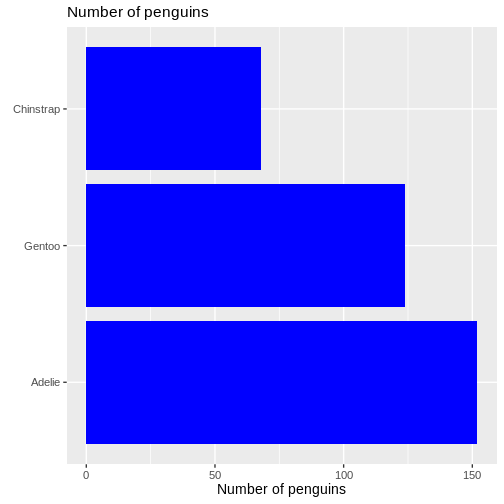 Number of penguins
Chinstrap
Gentoo
Adelie
0 50 100 150
Number of penguins